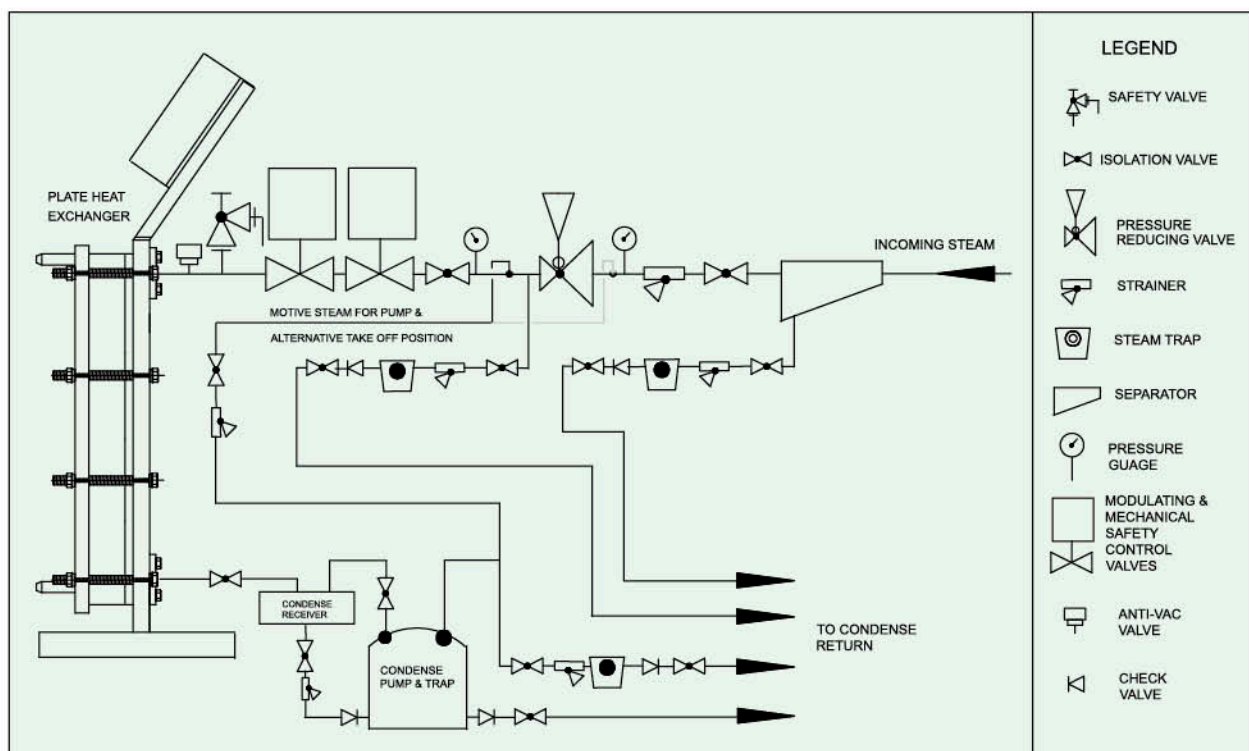 PLATE HEAT
EXCHANGER
INCOMING STEAM
MOTIVE STEAM FOR PUMP &
ALTERNATIVE TAKE OFF POSITION
CONDENSE
RECEIVER
CONDENSE
PUMP & TRAP
TO CONDENSE
RETURN
LEGEND
SAFETY VALVE
ISOLATION VALVE
PRESSURE
REDUCING VALVE
STRAINER
STEAM TRAP
SEPARATOR
PRESSURE
GUAGE
MODULATING &
MECHANICAL
SAFETY
CONTROL
VALVES
ANTI-VAC
VALVE
CHECK
VALVE